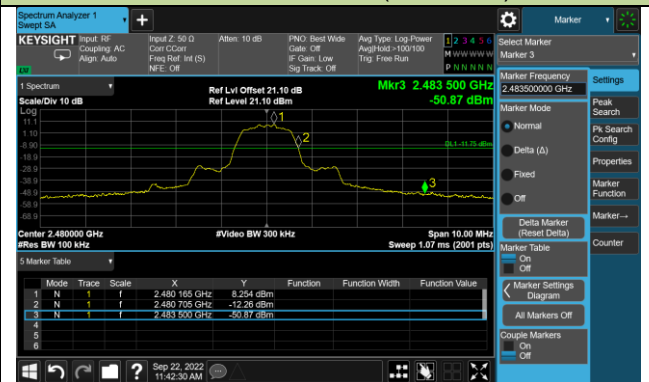 Spectrum Analyzer 1
Swept SA
Marker
KEYSIGHT
Input: RF
Coupling: AC
Align: Auto
Input Z: 50 Ω
Corr CCorr
Freq Ref: Int (S)
NFE: Off
Atten: 10 dB
PNO: Best Wide
Gate: Off
IF Gain: Low
Sig Track: Off
Avg Type: Log-Power
Avg|Hold:>100/100
Trig: Free Run
1 2 3 4 5 6
M W W W W W
P N N N N N
Select Marker
Marker 3
1 Spectrum
Scale/Div 10 dB
Log
Ref Lvl Offset 21.10 dB
Ref Level 21.10 dBm
Mkr3 2.483 500 GHz
-50.87 dBm
11.1
1.10
-8.90
-18.9
-28.9
-38.9
-48.9
-58.9
-68.9
1
2
3
DL1 -11.75 dBm
Center 2.480000 GHz
#Res BW 100 kHz
#Video BW 300 kHz
Span 10.00 MHz
Sweep 1.07 ms (2001 pts)
5 Marker Table
Mode Trace Scale X Y Function Function Width Function Value
1 N 1 f 2.480 165 GHz 8.254 dBm
2 N 1 f 2.480 705 GHz -12.26 dBm
3 N 1 f 2.483 500 GHz -50.87 dBm
4
5
6
Marker Frequency
2.483500000 GHz
Marker Mode
Normal
Delta (Δ)
Fixed
Off
Delta Marker
(Reset Delta)
Marker Table
On
Off
Marker Settings
Diagram
All Markers Off
Couple Markers
On
Off
Settings
Peak
Search
Pk Search
Config
Properties
Marker
Function
Marker→
Counter
Sep 22, 2022
11:42:30 AM